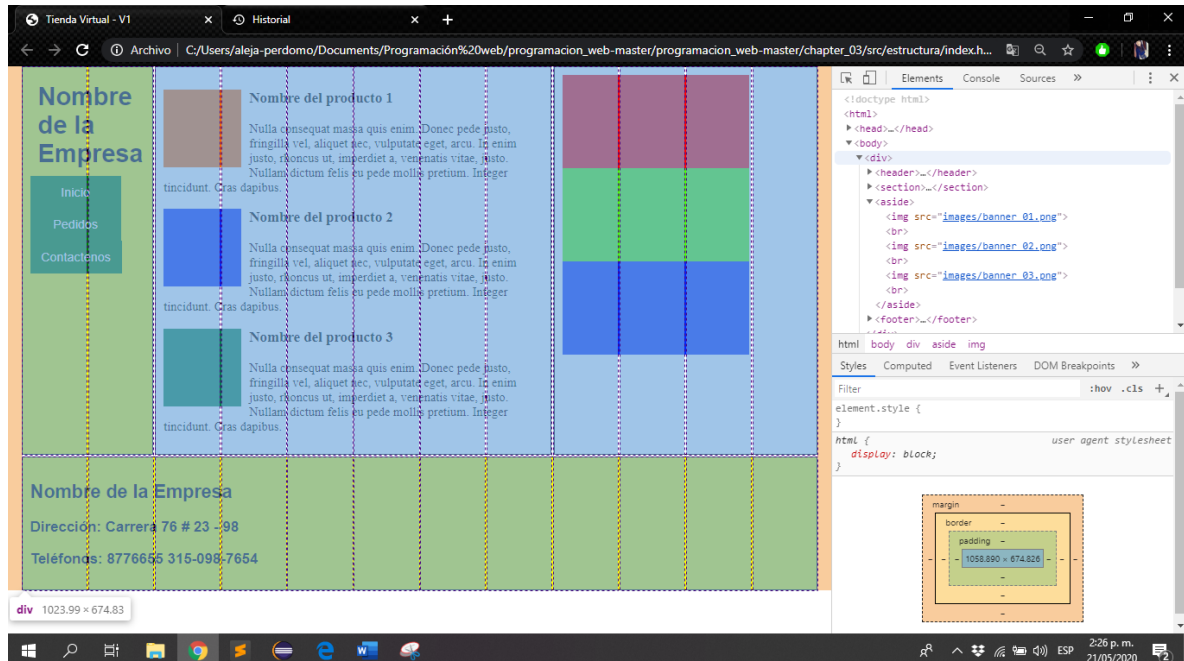 Tienda Virtual - V1
Historial
Archivo | C:/Users/aleja-perdomo/Documents/Programación%20web/programacion_web-master/programacion_web-master/chapter_03/src/estructura/index.h...
Nombre
de la
Empresa
Inicio
Pedidos
Contactenos
Nombre del producto 1
Nulla consequat massa quis enim. Donec pede justo,
fringilla vel, aliquet nec, vulputate eget, arcu. In enim
justo, rhoncus ut, imperdiet a, venenatis vitae, justo.
Nullam dictum felis eu pede mollis pretium. Integer
tincidunt. Cras dapibus.
Nombre del producto 2
Nulla consequat massa quis enim. Donec pede justo,
fringilla vel, aliquet nec, vulputate eget, arcu. In enim
justo, rhoncus ut, imperdiet a, venenatis vitae, justo.
Nullam dictum felis eu pede mollis pretium. Integer
tincidunt. Cras dapibus.
Nombre del producto 3
Nulla consequat massa quis enim. Donec pede justo,
fringilla vel, aliquet nec, vulputate eget, arcu. In enim
justo, rhoncus ut, imperdiet a, venenatis vitae, justo.
Nullam dictum felis eu pede mollis pretium. Integer
tincidunt. Cras dapibus.
Nombre de la Empresa
Dirección: Carrera 76 # 23 - 98
Teléfonos: 8776655 315-098-7654
div 1023.99 × 674.83
Elements Console Sources »
<!doctype html>
<html>
<head>…</head>
<body>
<div>
<header>…</header>
<section>…</section>
<aside>
<img src="images/banner_01.png">
<br>
<img src="images/banner_02.png">
<br>
<img src="images/banner_03.png">
<br>
</aside>
<footer>…</footer>
</div>
html body div aside img
Styles Computed Event Listeners DOM Breakpoints »
Filter :hov .cls +
element.style {
}
html { user agent stylesheet
display: block;
}
margin -
border -
padding -
- - - 1058.890 × 674.826 - - -
-
-
-
ESP
2:26 p. m.
21/05/2020